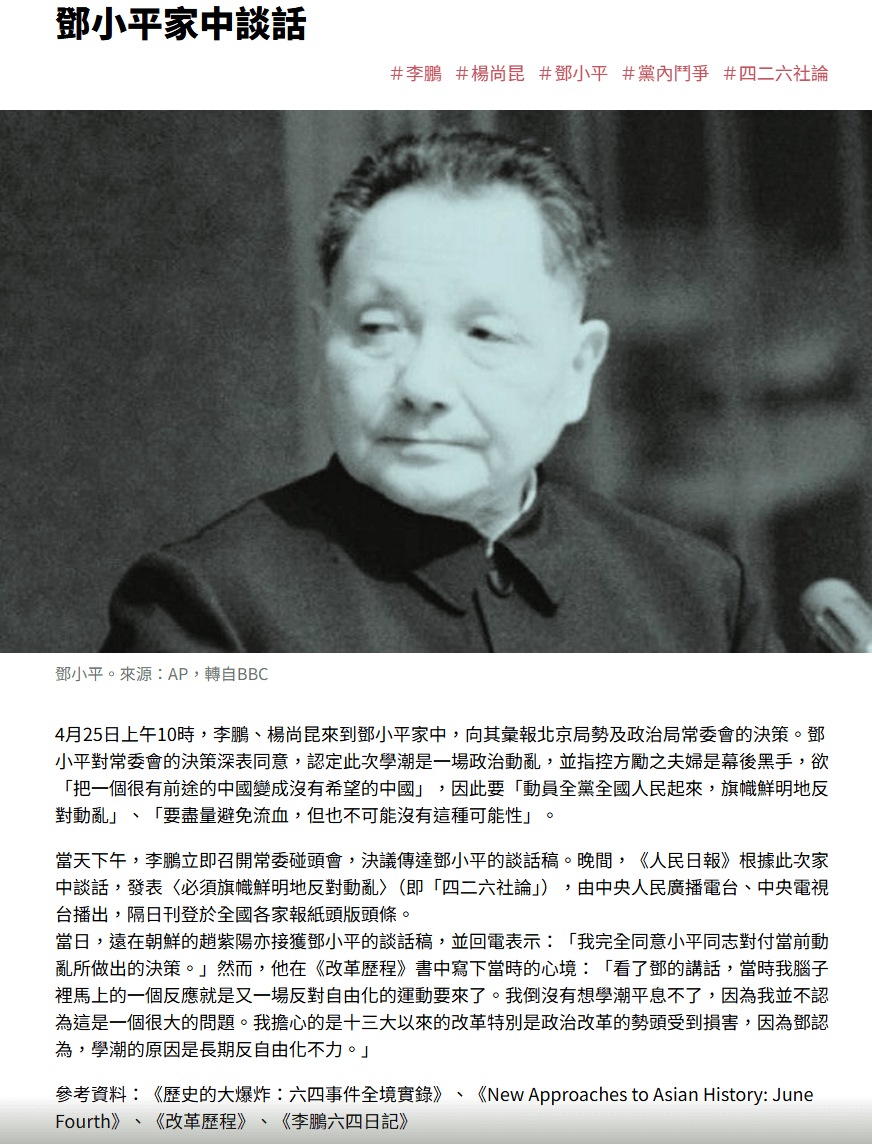 鄧小平家中談話
＃李鵬 ＃楊尚昆 ＃鄧小平 ＃黨內鬥爭 ＃四二六社論
鄧小平。來源：AP，轉自BBC
4月25日上午10時，李鵬、楊尚昆來到鄧小平家中，向其彙報北京局勢及政治局常委會的決策。鄧
小平對常委會的決策深表同意，認定此次學潮是一場政治動亂，並指控方勵之夫婦是幕後黑手，欲
「把一個很有前途的中國變成沒有希望的中國」，因此要「動員全黨全國人民起來，旗幟鮮明地反
對動亂」、「要盡量避免流血，但也不可能沒有這種可能性」。
當天下午，李鵬立即召開常委碰頭會，決議傳達鄧小平的談話稿。晚間，《人民日報》根據此次家
中談話，發表〈必須旗幟鮮明地反對動亂〉（即「四二六社論」），由中央人民廣播電台、中央電視
台播出，隔日刊登於全國各家報紙頭版頭條。
當日，遠在朝鮮的趙紫陽亦接獲鄧小平的談話稿，並回電表示：「我完全同意小平同志對付當前動
亂所做出的決策。」然而，他在《改革歷程》書中寫下當時的心境：「看了鄧的講話，當時我腦子
裡馬上的一個反應就是又一場反對自由化的運動要來了。我倒沒有想學潮平息不了，因為我並不認
為這是一個很大的問題。我擔心的是十三大以來的改革特別是政治改革的勢頭受到損害，因為鄧認
為，學潮的原因是長期反自由化不力。」
參考資料：《歷史的大爆炸：六四事件全境實錄》、《New Approaches to Asian History: June
Fourth》、《改革歷程》、《李鵬六四日記》